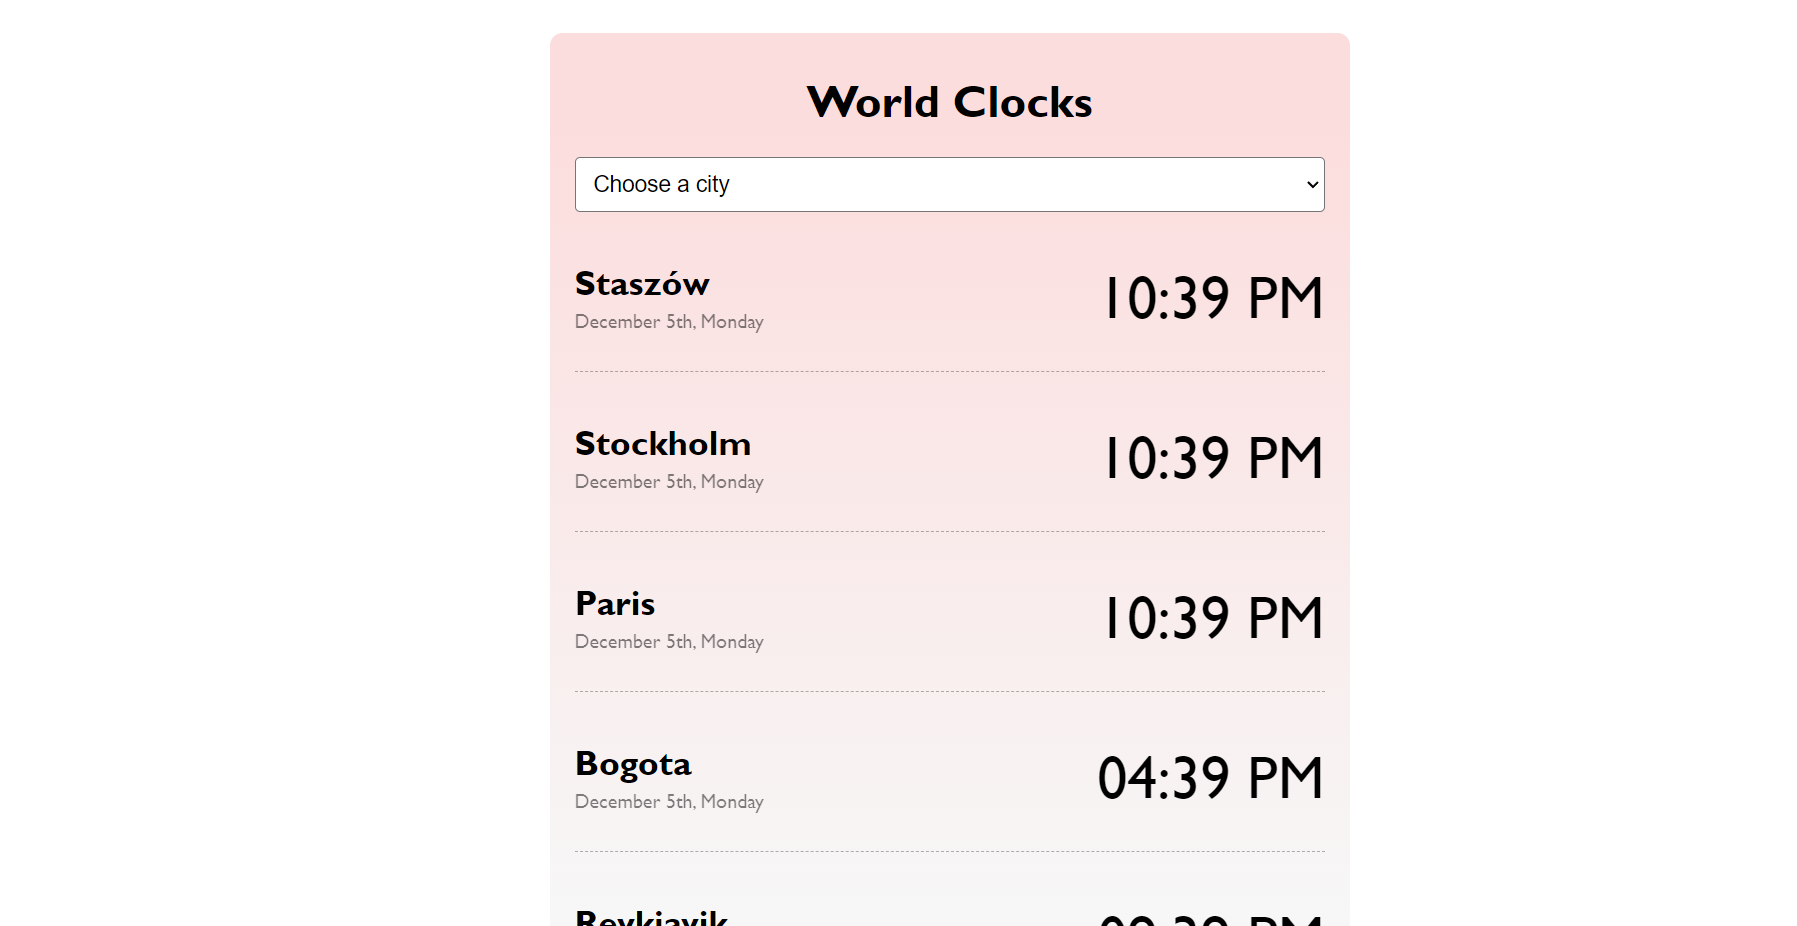 World Clocks
Choose a city
Staszów
10:39 PM
December 5th, Monday
Stockholm
10:39 PM
December 5th, Monday
Paris
10:39 PM
December 5th, Monday
Bogota
04:39 PM
December 5th, Monday
Reykjavik